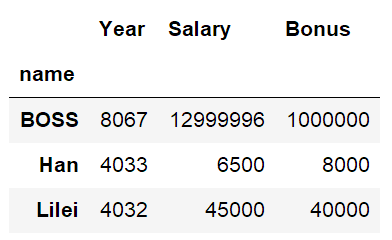 Year Salary Bonus
name
BOSS 8067 12999996 1000000
Han 4033 6500 8000
Lilei 4032 45000 40000